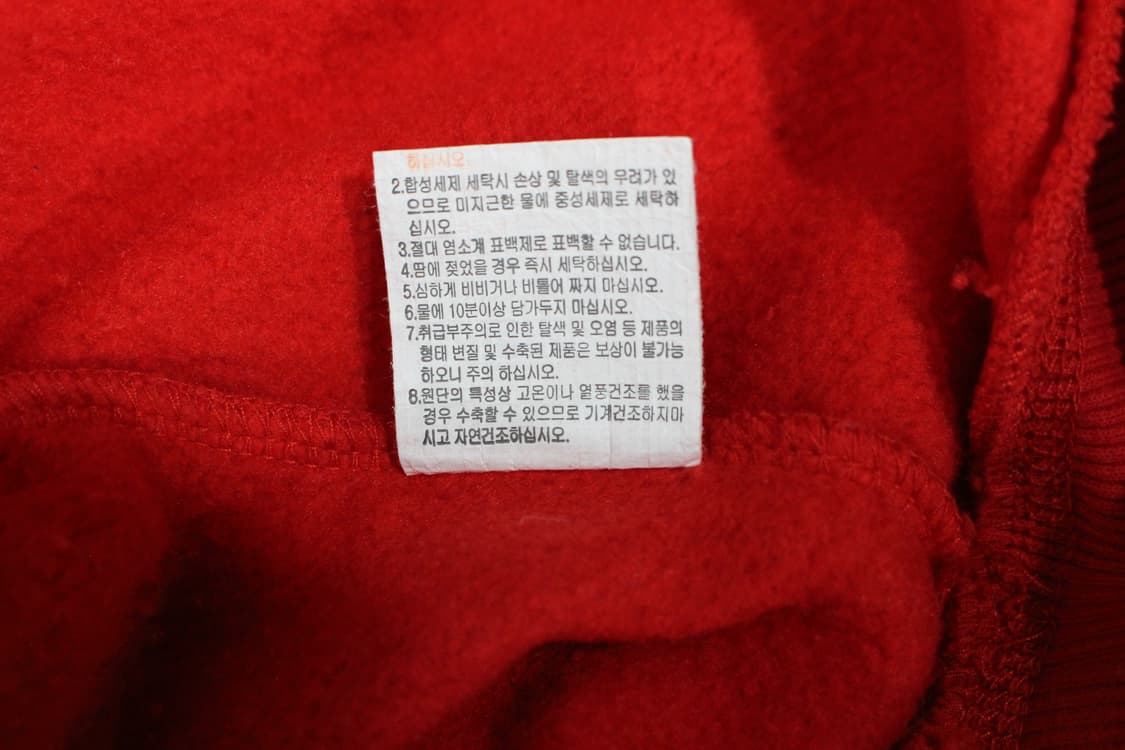 하십시오.
2.합성세제 세탁시 손상 및 탈색의 우려가 있
으므로 미지근한 물에 중성세제로 세탁하
십시오.
3.절대 염소계 표백제로 표백할 수 없습니다.
4.땀에 젖었을 경우 즉시 세탁하십시오.
5.심하게 비비거나 비틀어 짜지 마십시오.
6.물에 10분이상 담가두지 마십시오.
7.취급부주의로 인한 탈색 및 오염 등 제품의
형태 변질 및 수축된 제품은 보상이 불가능
하오니 주의 하십시오.
8.원단의 특성상 고온이나 열풍건조를 했을
경우 수축할 수 있으므로 기계건조하지마
시고 자연건조하십시오.